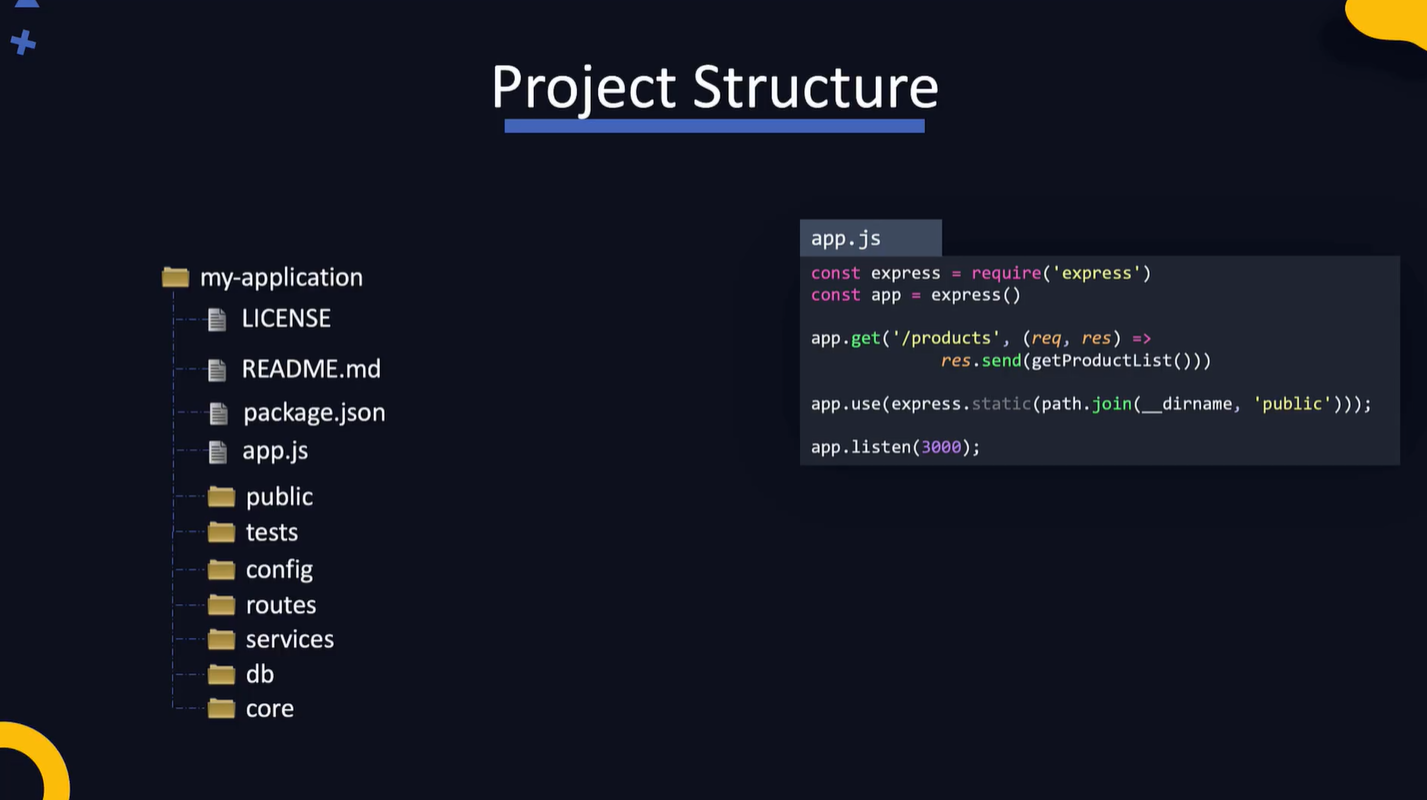 Project Structure
my-application
LICENSE
README.md
package.json
app.js
public
tests
config
routes
services
db
core
app.js
const express = require('express')
const app = express()
app.get('/products', (req, res) =>
res.send(getProductList()))
app.use(express.static(path.join(__dirname, 'public')));
app.listen(3000);